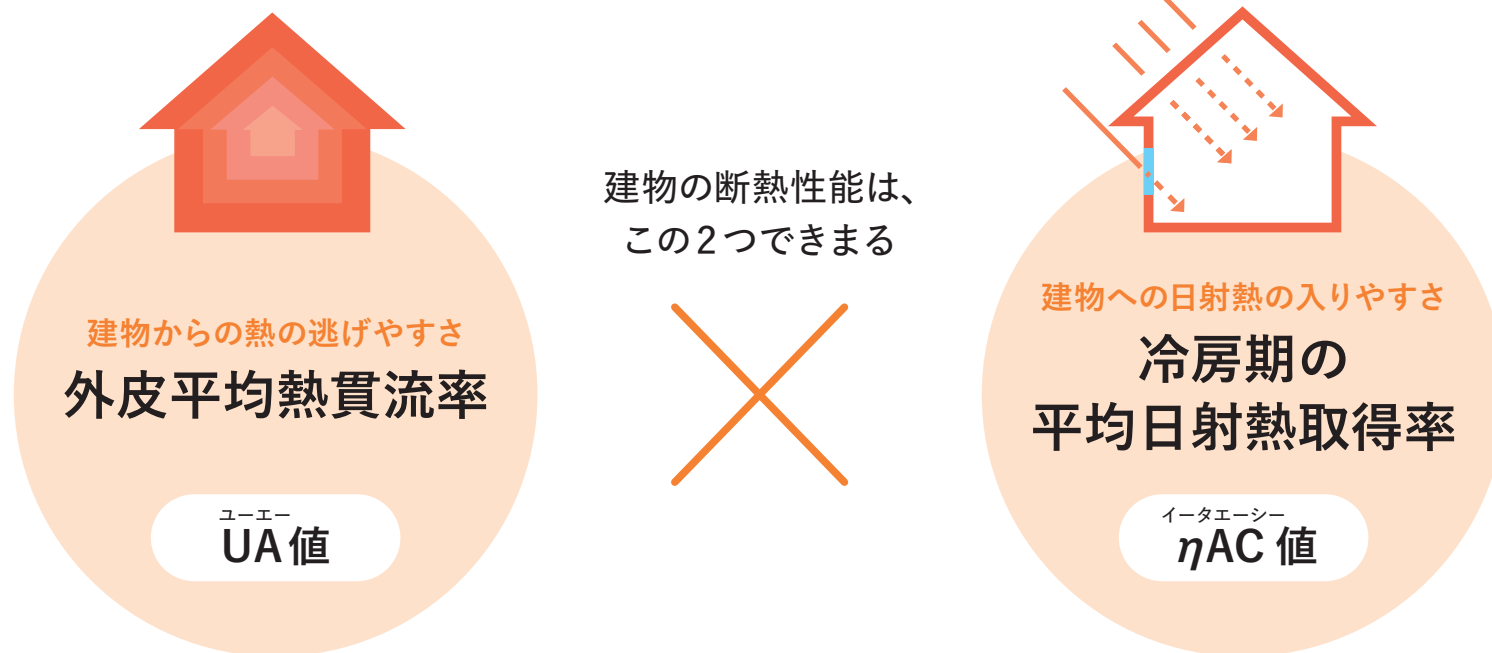 建物の断熱性能は、
この2つできまる
建物からの熱の逃げやすさ
外皮平均熱貫流率
ユーエー
UA値
建物への日射熱の入りやすさ
冷房期の
平均日射熱取得率
イータエーシー
ηAC 値